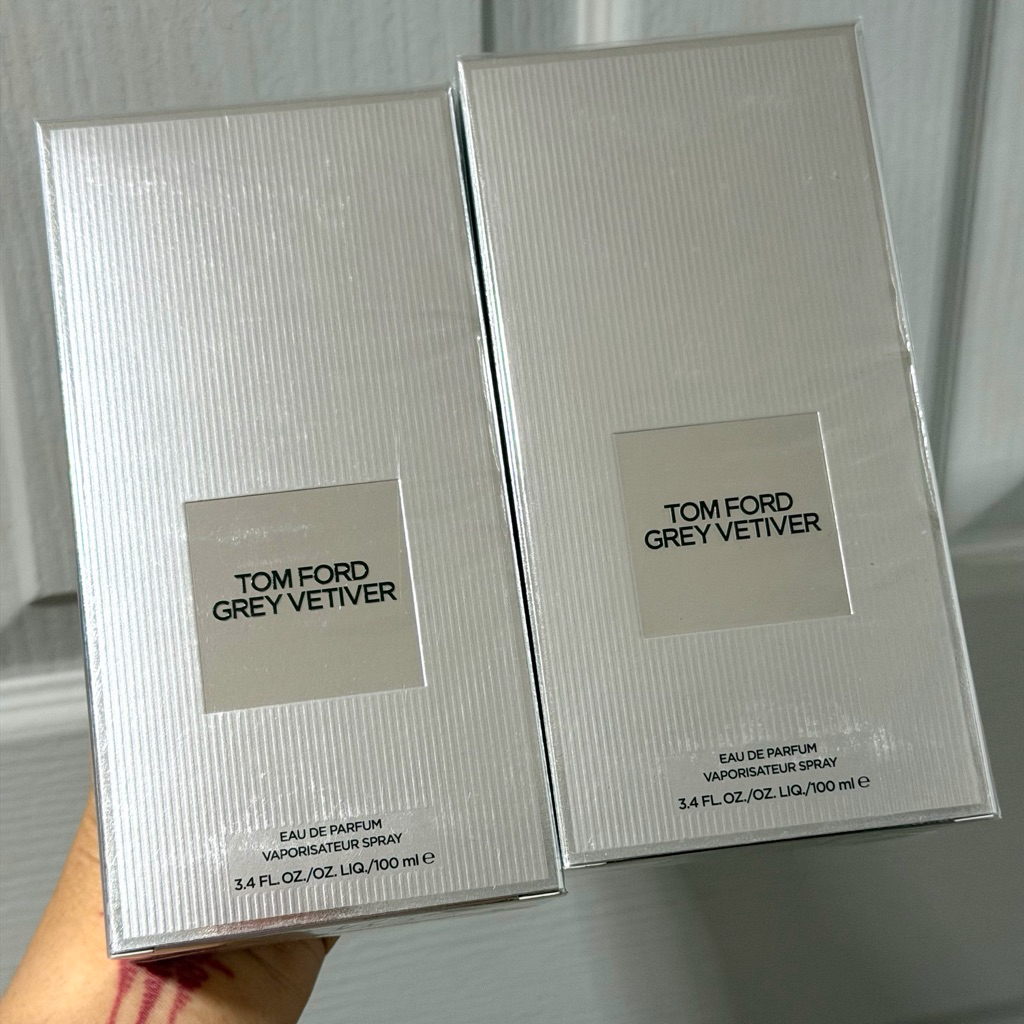 TOM FORD
GREY VETIVER
EAU DE PARFUM
VAPORISATEUR SPRAY
3.4 FL.OZ./OZ. LIQ./100 ml ℮
TOM FORD
GREY VETIVER
EAU DE PARFUM
VAPORISATEUR SPRAY
3.4 FL.OZ./OZ. LIQ./100 ml ℮